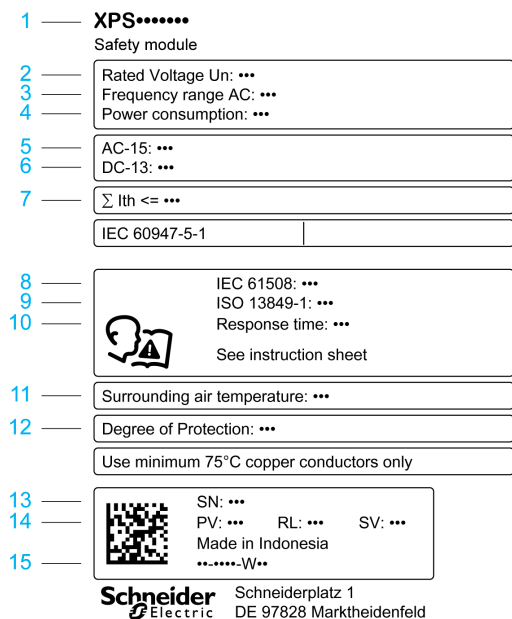 1 XPS•••••••
Safety module
2 Rated Voltage Un: •••
3 Frequency range AC: •••
4 Power consumption: •••
5 AC-15: •••
6 DC-13: •••
7 ∑ Ith <= •••
IEC 60947-5-1
8 IEC 61508: •••
9 ISO 13849-1: •••
10 Response time: •••
See instruction sheet
11 Surrounding air temperature: •••
12 Degree of Protection: •••
Use minimum 75°C copper conductors only
13 SN: •••
14 PV: ••• RL: ••• SV: •••
Made in Indonesia
15 ••-••••-W••
Schneider Schneiderplatz 1
Electric DE 97828 Marktheidenfeld